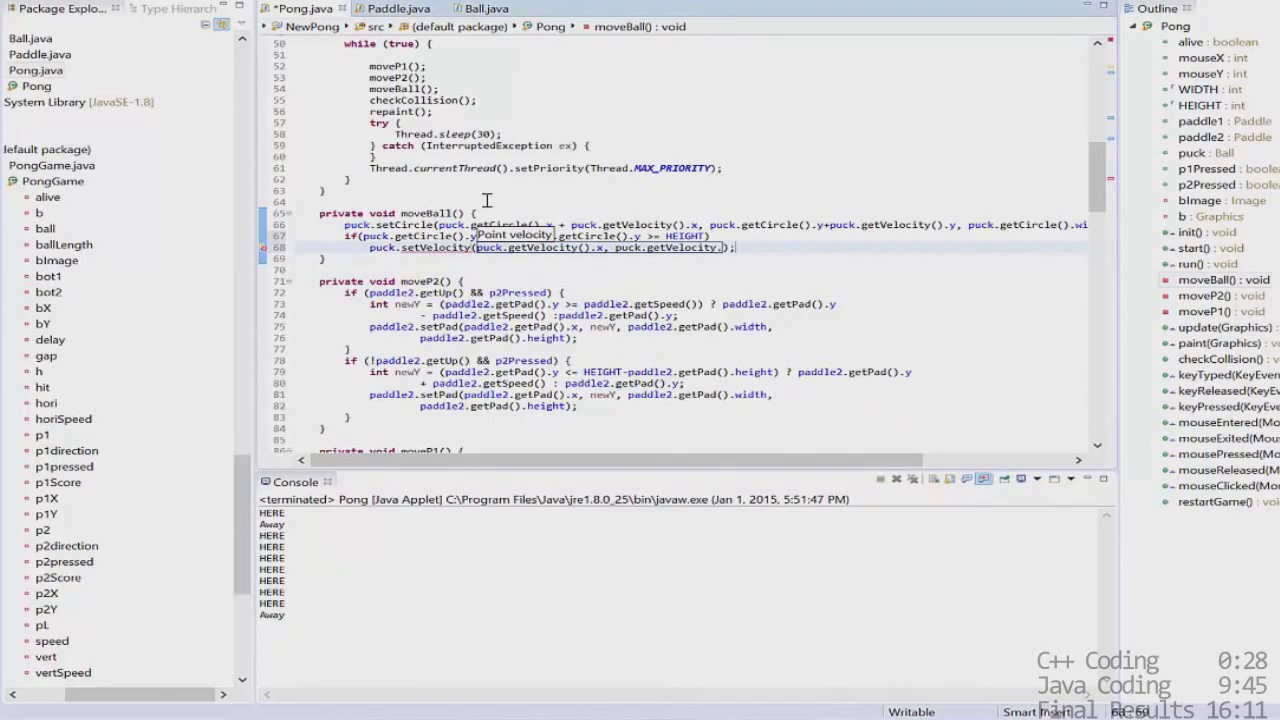 Package Explo...
Type Hierarch
*Pong.java
Paddle.java
Ball.java
Outline
NewPong
src
(default package)
Pong
moveBall() : void
Ball.java
Paddle.java
Pong.java
Pong
System Library [JavaSE-1.8]
efault package)
PongGame.java
PongGame
alive
b
ball
ballLength
bImage
bot1
bot2
bX
bY
delay
gap
h
hit
hori
horiSpeed
p1
p1direction
p1pressed
p1Score
p1X
p1Y
p2
p2direction
p2pressed
p2Score
p2X
p2Y
pL
speed
vert
vertSpeed
50 while (true) {
51
52 moveP1();
53 moveP2();
54 moveBall();
55 checkCollision();
56 repaint();
57 try {
58 Thread.sleep(30);
59 } catch (InterruptedException ex) {
60 }
61 Thread.currentThread().setPriority(Thread.MAX_PRIORITY);
62 }
63 }
64
65 private void moveBall() {
66 puck.setCircle(puck.getCircle().x + puck.getVelocity().x, puck.getCircle().y+puck.getVelocity().y, puck.getCircle().wi
67 if(puck.getCircle().y
Point velocity
.getCircle().y >= HEIGHT)
68 puck.setVelocity(puck.getVelocity().x, puck.getVelocity.);
69 }
70
71 private void moveP2() {
72 if (paddle2.getUp() && p2Pressed) {
73 int newY = (paddle2.getPad().y >= paddle2.getSpeed()) ? paddle2.getPad().y
74 - paddle2.getSpeed() :paddle2.getPad().y;
75 paddle2.setPad(paddle2.getPad().x, newY, paddle2.getPad().width,
76 paddle2.getPad().height);
77 }
78 if (!paddle2.getUp() && p2Pressed) {
79 int newY = (paddle2.getPad().y <= HEIGHT-paddle2.getPad().height) ? paddle2.getPad().y
80 + paddle2.getSpeed() : paddle2.getPad().y;
81 paddle2.setPad(paddle2.getPad().x, newY, paddle2.getPad().width,
82 paddle2.getPad().height);
83 }
84 }
85
86 private void moveP1() {
Console
<terminated> Pong [Java Applet] C:\Program Files\Java\jre1.8.0_25\bin\javaw.exe (Jan 1, 2015, 5:51:47 PM)
HERE
Away
HERE
HERE
HERE
HERE
HERE
HERE
HERE
Away
Pong
alive : boolean
mouseX : int
mouseY : int
WIDTH : int
HEIGHT : int
paddle1 : Paddle
paddle2 : Paddle
puck : Ball
p1Pressed : boolean
p2Pressed : boolean
bImage : Image
b : Graphics
init() : void
start() : void
run() : void
moveBall() : void
moveP2() : void
moveP1() : void
update(Graphics)
paint(Graphics) :
checkCollision() :
keyTyped(KeyEven
keyReleased(KeyE
keyPressed(KeyEv
mouseEntered(Mo
mouseExited(Mou
mousePressed(Mo
mouseReleased(M
mouseClicked(Mou
restartGame() : vo
C++ Coding 0:28
Java Coding 9:45
Final Results 16:11
Writable
Smart Insert